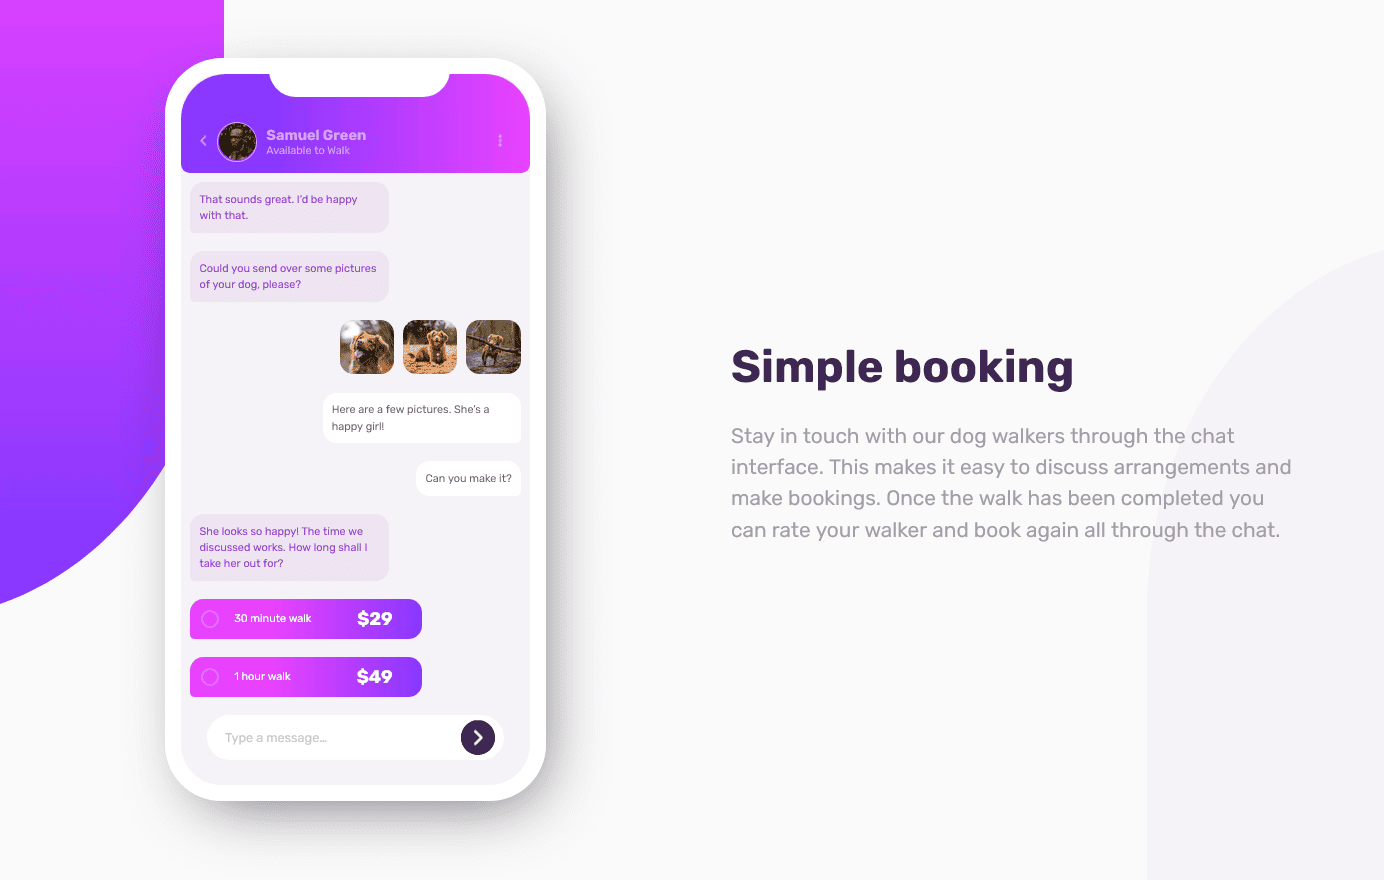 Samuel Green
Available to Walk
That sounds great. I'd be happy
with that.
Could you send over some pictures
of your dog, please?
Here are a few pictures. She's a
happy girl!
Can you make it?
She looks so happy! The time we
discussed works. How long shall I
take her out for?
30 minute walk $29
1 hour walk $49
Type a message…
Simple booking
Stay in touch with our dog walkers through the chat
interface. This makes it easy to discuss arrangements and
make bookings. Once the walk has been completed you
can rate your walker and book again all through the chat.